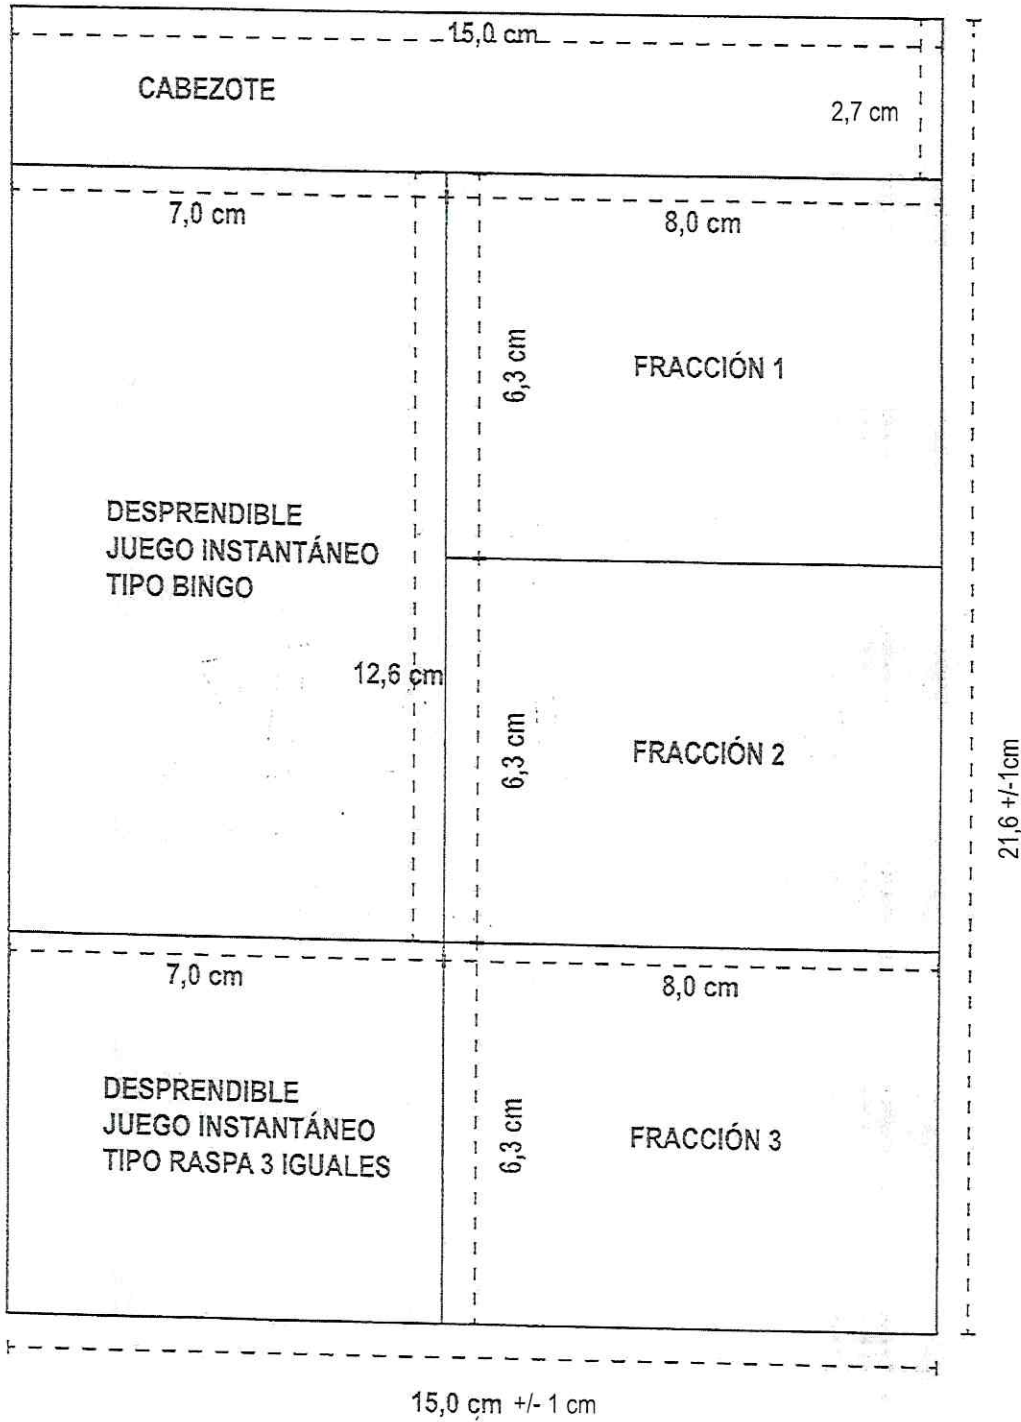 15,0 cm
CABEZOTE
2,7 cm
7,0 cm
8,0 cm
6,3 cm
FRACCIÓN 1
DESPRENDIBLE
JUEGO INSTANTÁNEO
TIPO BINGO
12,6 cm
6,3 cm
FRACCIÓN 2
21,6 +/-1cm
7,0 cm
8,0 cm
DESPRENDIBLE
JUEGO INSTANTÁNEO
TIPO RASPA 3 IGUALES
6,3 cm
FRACCIÓN 3
15,0 cm +/- 1 cm